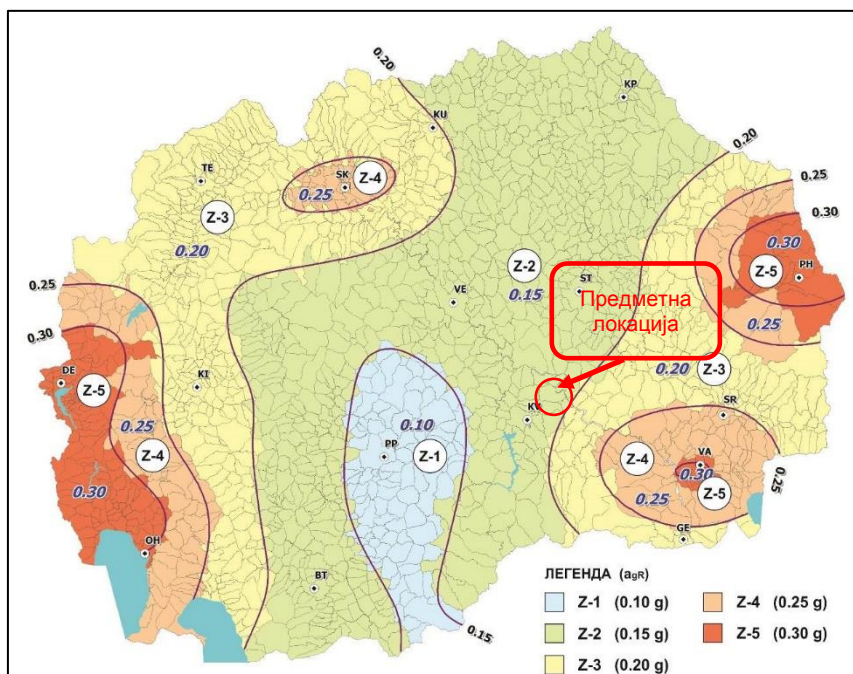 0.20
KP
KU
TE
SK
Z-4
0.25
0.20
Z-3
0.20
0.25
0.30
0.30
Z-5
PH
Z-2
0.15
ST
VE
Предметна
локација
0.25
0.25
0.30
DE
Z-5
KI
0.20
Z-3
0.10
KV
SR
0.25
Z-4
PP
Z-1
Z-4
VA
0.30
Z-5
0.25
0.25
0.30
OH
GE
BT
0.15
ЛЕГЕНДА (agR)
Z-1 (0.10 g)
Z-2 (0.15 g)
Z-3 (0.20 g)
Z-4 (0.25 g)
Z-5 (0.30 g)